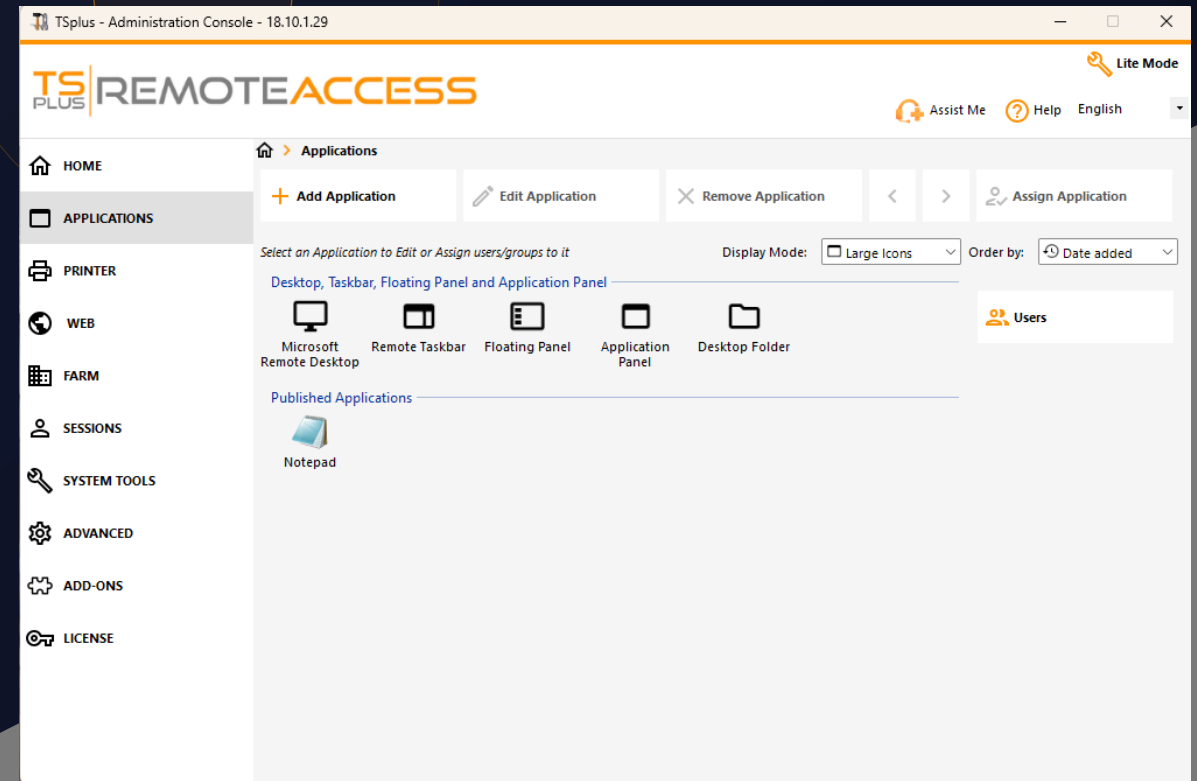 TSplus - Administration Console - 18.10.1.29
TS PLUS REMOTEACCESS
Lite Mode
Assist Me
Help
English
HOME
APPLICATIONS
PRINTER
WEB
FARM
SESSIONS
SYSTEM TOOLS
ADVANCED
ADD-ONS
LICENSE
Applications
Add Application
Edit Application
Remove Application
Assign Application
Select an Application to Edit or Assign users/groups to it
Display Mode:
Large Icons
Order by:
Date added
Desktop, Taskbar, Floating Panel and Application Panel
Microsoft
Remote Desktop
Remote Taskbar
Floating Panel
Application
Panel
Desktop Folder
Users
Published Applications
Notepad